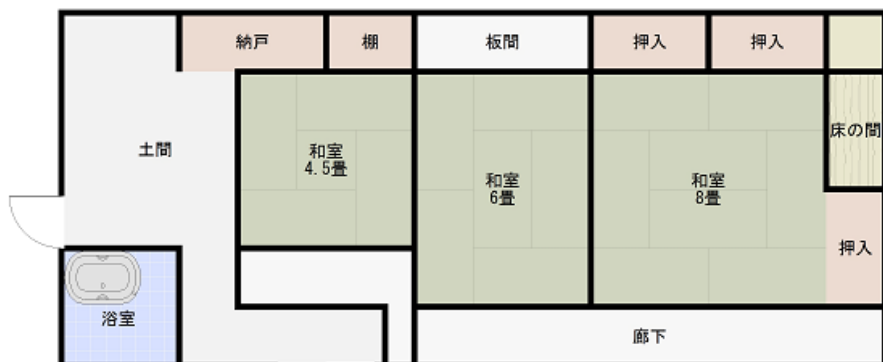 納戸
棚
板間
押入
押入
土間
和室
4.5畳
和室
6畳
和室
8畳
床の間
押入
浴室
廊下